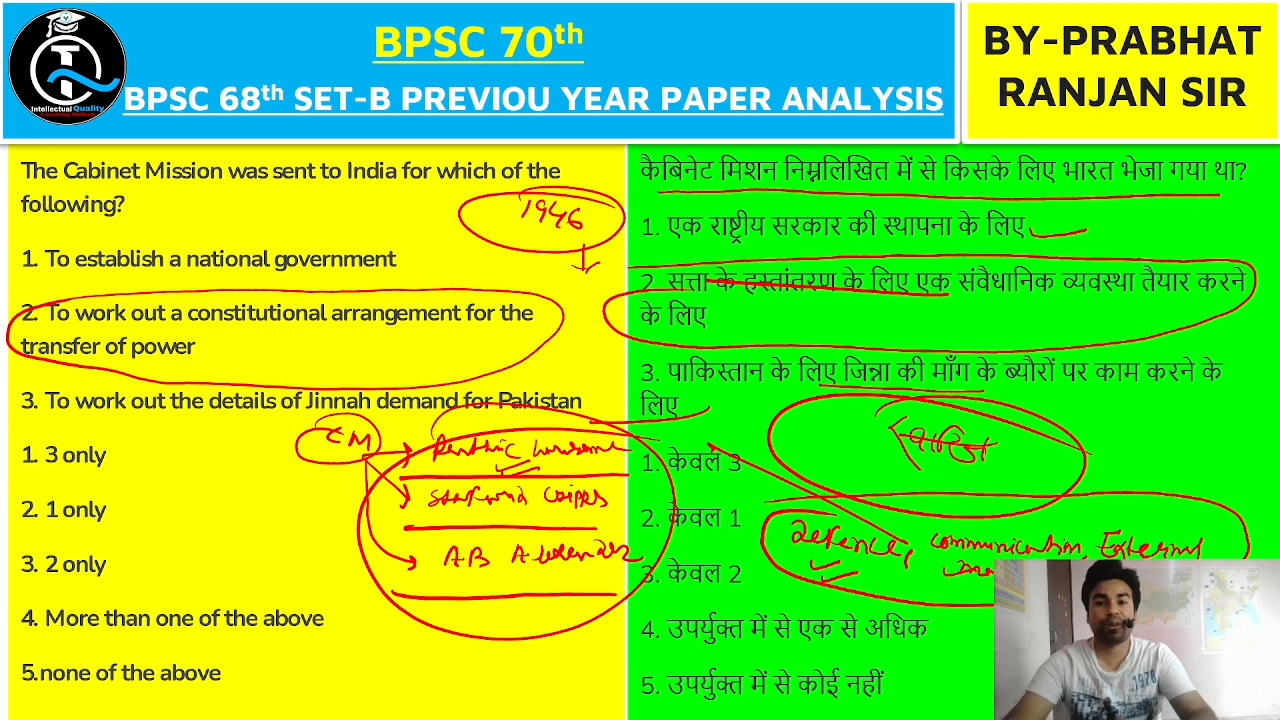 BPSC 70th
BPSC 68th SET-B PREVIOU YEAR PAPER ANALYSIS
Intellectual Quality
BY-PRABHAT
RANJAN SIR
The Cabinet Mission was sent to India for which of the
following?
1946
1. To establish a national government
2. To work out a constitutional arrangement for the
transfer of power
3. To work out the details of Jinnah demand for Pakistan
1. 3 only
2. 1 only
3. 2 only
4. More than one of the above
5.none of the above
CM
AB
कैबिनेट मिशन निम्नलिखित में से किसके लिए भारत भेजा गया था?
1. एक राष्ट्रीय सरकार की स्थापना के लिए
2. सत्ता के हस्तांतरण के लिए एक संवैधानिक व्यवस्था तैयार करने
के लिए
3. पाकिस्तान के लिए जिन्ना की माँग के ब्यौरों पर काम करने के
लिए
1. केवल 3
2. केवल 1
Defence, communication, External
3. केवल 2
4. उपर्युक्त में से एक से अधिक
5. उपर्युक्त में से कोई नहीं
1978